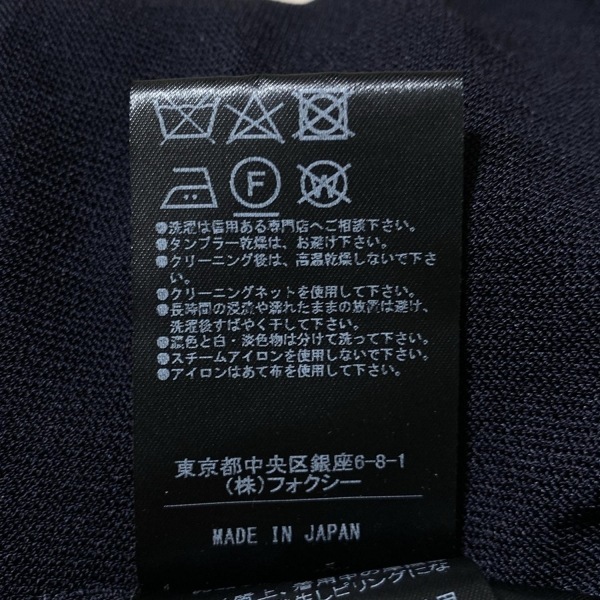 F
W
●洗濯は信用ある専門店へご相談下さい。
●タンブラー乾燥は、お避け下さい。
●クリーニング後は、高温乾燥しないで下さ
い。
●クリーニングネットを使用して下さい。
●長時間の浸漬や濡れたままの放置は避け、
洗濯後すばやく干して下さい。
●濃色と白・淡色物は分けて洗って下さい。
●スチームアイロンを使用して下さい。
●アイロンはあて布を使用して下さい。
東京都中央区銀座6-8-1
(株)フォクシー
MADE IN JAPAN